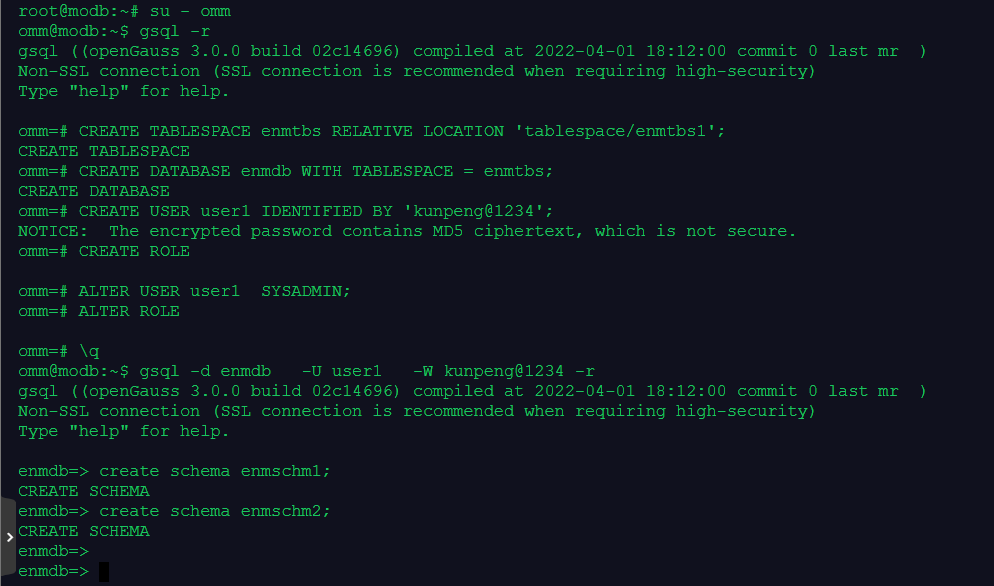 root@modb:~# su - omm
omm@modb:~$ gsql -r
gsql ((openGauss 3.0.0 build 02c14696) compiled at 2022-04-01 18:12:00 commit 0 last mr  )
Non-SSL connection (SSL connection is recommended when requiring high-security)
Type "help" for help.

omm=# CREATE TABLESPACE enmtbs RELATIVE LOCATION 'tablespace/enmtbs1';
CREATE TABLESPACE
omm=# CREATE DATABASE enmdb WITH TABLESPACE = enmtbs;
CREATE DATABASE
omm=# CREATE USER user1 IDENTIFIED BY 'kunpeng@1234';
NOTICE:  The encrypted password contains MD5 ciphertext, which is not secure.
omm=# CREATE ROLE

omm=# ALTER USER user1  SYSADMIN;
omm=# ALTER ROLE

omm=# \q
omm@modb:~$ gsql -d enmdb   -U user1   -W kunpeng@1234 -r
gsql ((openGauss 3.0.0 build 02c14696) compiled at 2022-04-01 18:12:00 commit 0 last mr  )
Non-SSL connection (SSL connection is recommended when requiring high-security)
Type "help" for help.

enmdb=> create schema enmschm1;
CREATE SCHEMA
enmdb=> create schema enmschm2;
CREATE SCHEMA
enmdb=>
enmdb=>